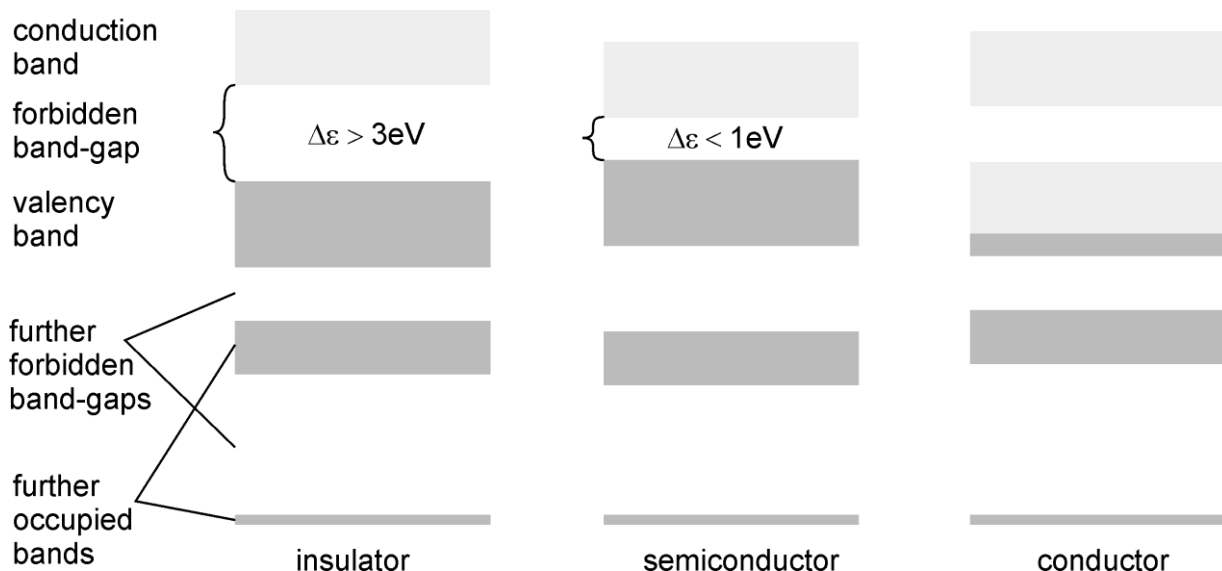 conduction
band
forbidden
band-gap
Δε > 3eV
Δε < 1eV
valency
band
further
forbidden
band-gaps
further
occupied
bands
insulator
semiconductor
conductor